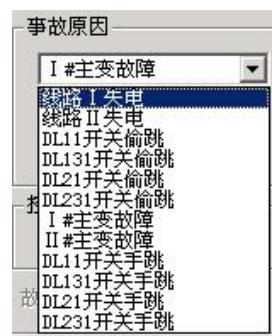 事故原因
Ⅰ#主变故障
线路Ⅰ失电
线路Ⅱ失电
DL11开关偷跳
DL131开关偷跳
DL21开关偷跳
DL231开关偷跳
Ⅰ#主变故障
Ⅱ#主变故障
DL11开关手跳
DL131开关手跳
DL21开关手跳
DL231开关手跳
故